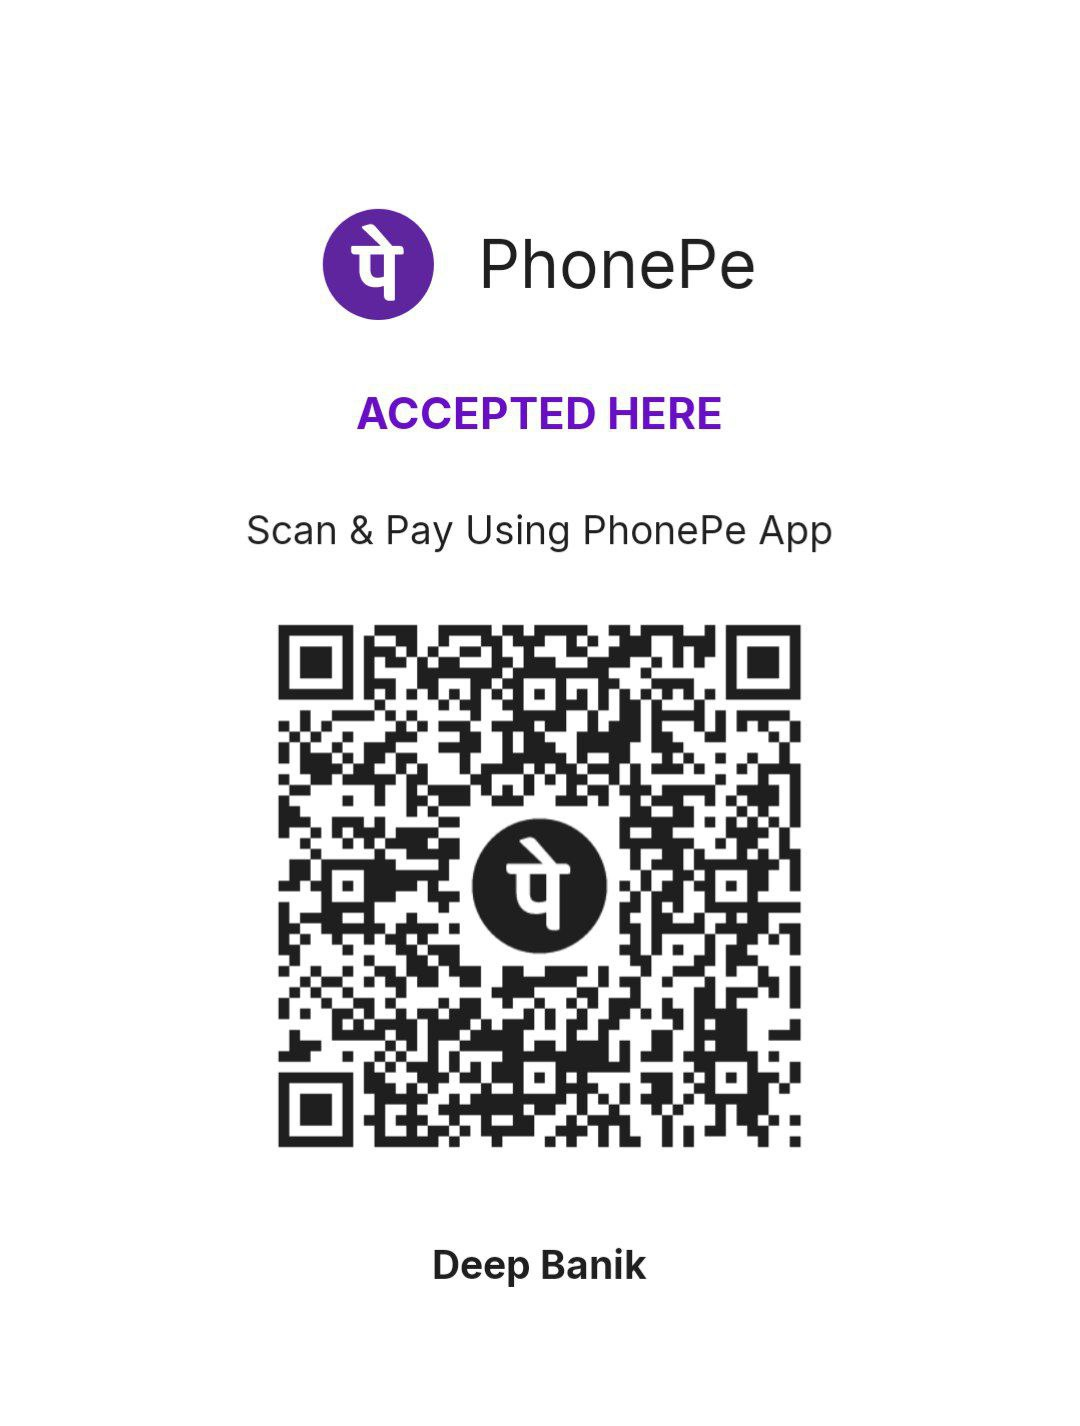 पे PhonePe
ACCEPTED HERE
Scan & Pay Using PhonePe App
पे
Deep Banik